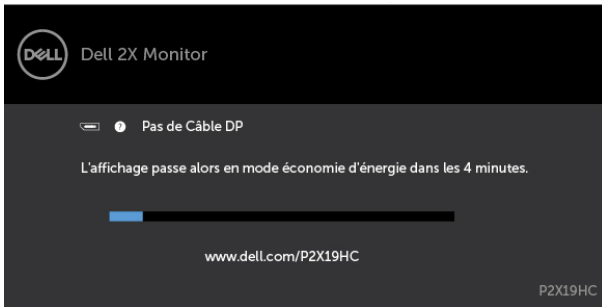 DELL
Dell 2X Monitor
Pas de Câble DP
L'affichage passe alors en mode économie d'énergie dans les 4 minutes.
www.dell.com/P2X19HC
P2X19HC